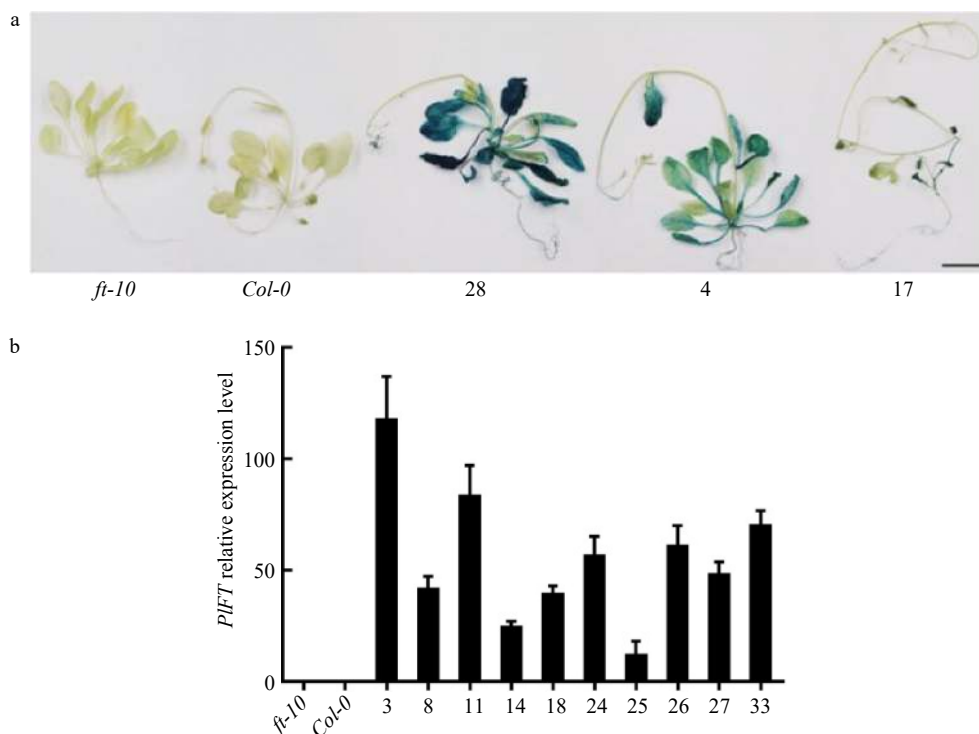 a
ft-10 Col-0 28 4 17
b
PlFT relative expression level
150
100
50
0
ft-10 Col-0 3 8 11 14 18 24 25 26 27 33